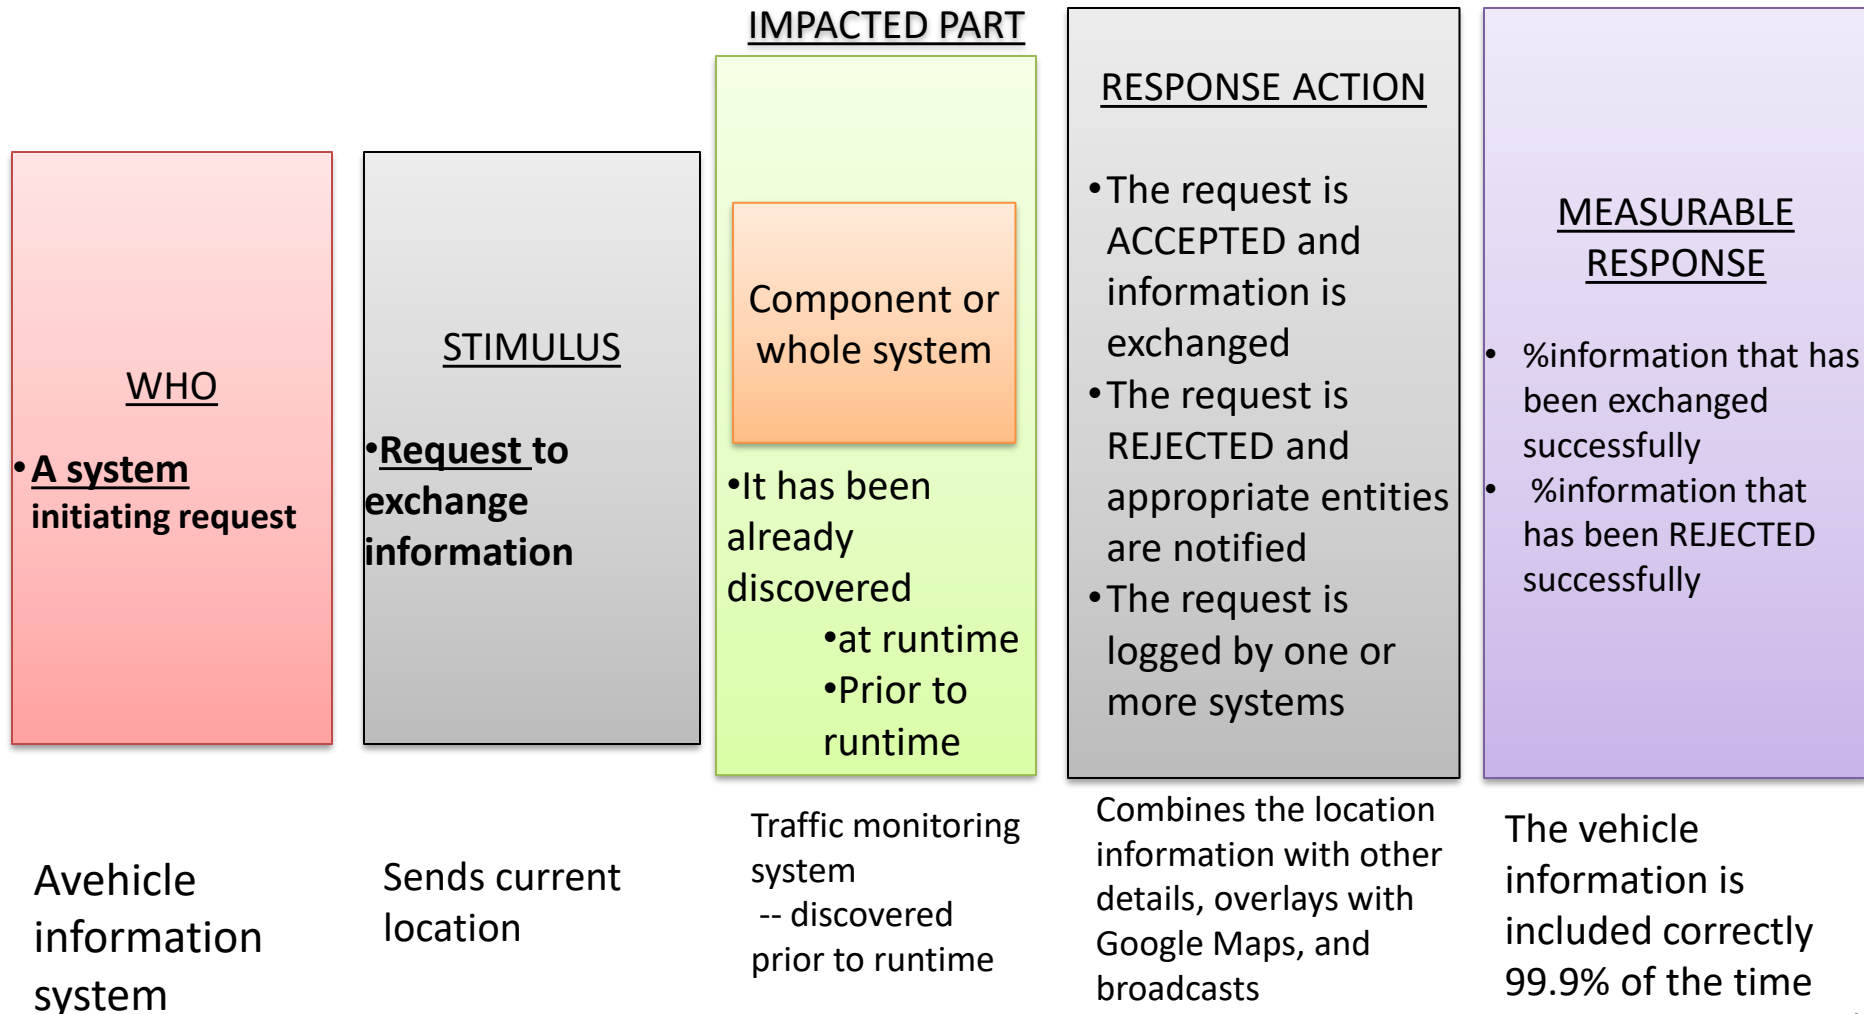 WHO
•A system
initiating request
Avehicle
information
system
STIMULUS
•Request to
exchange
information
Sends current
location
IMPACTED PART
Component or
whole system
•It has been
already
discovered
•at runtime
•Prior to
runtime
Traffic monitoring
system
-- discovered
prior to runtime
RESPONSE ACTION
•The request is
ACCEPTED and
information is
exchanged
•The request is
REJECTED and
appropriate entities
are notified
•The request is
logged by one or
more systems
Combines the location
information with other
details, overlays with
Google Maps, and
broadcasts
MEASURABLE
RESPONSE
• %information that has
been exchanged
successfully
• %information that
has been REJECTED
successfully
The vehicle
information is
included correctly
99.9% of the time